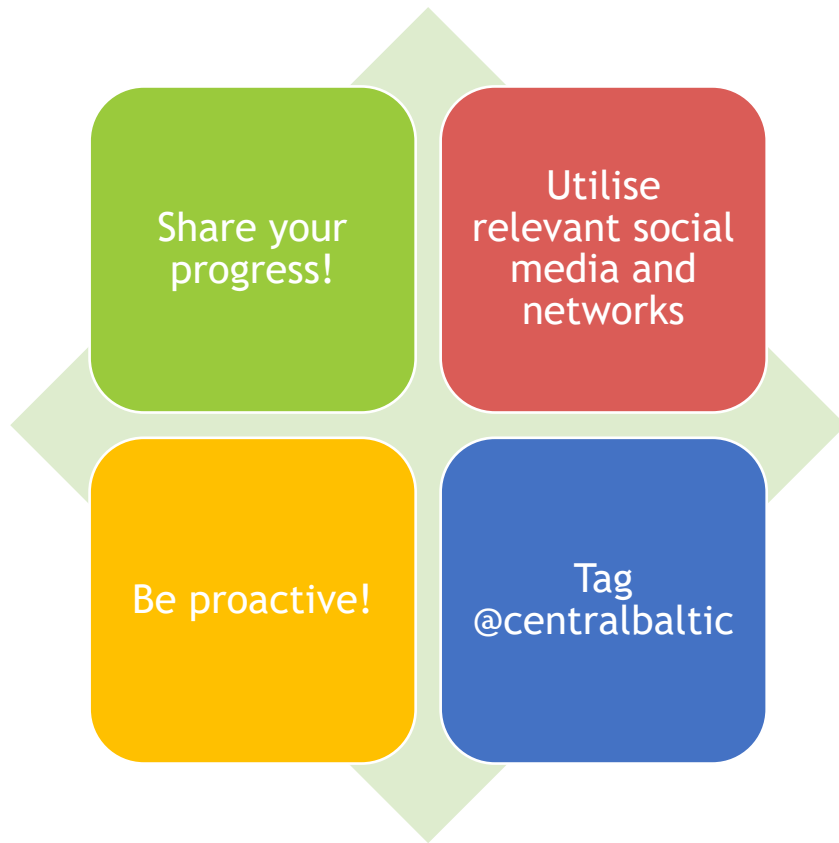 Share your
progress!
Utilise
relevant social
media and
networks
Be proactive!
Tag
@centralbaltic